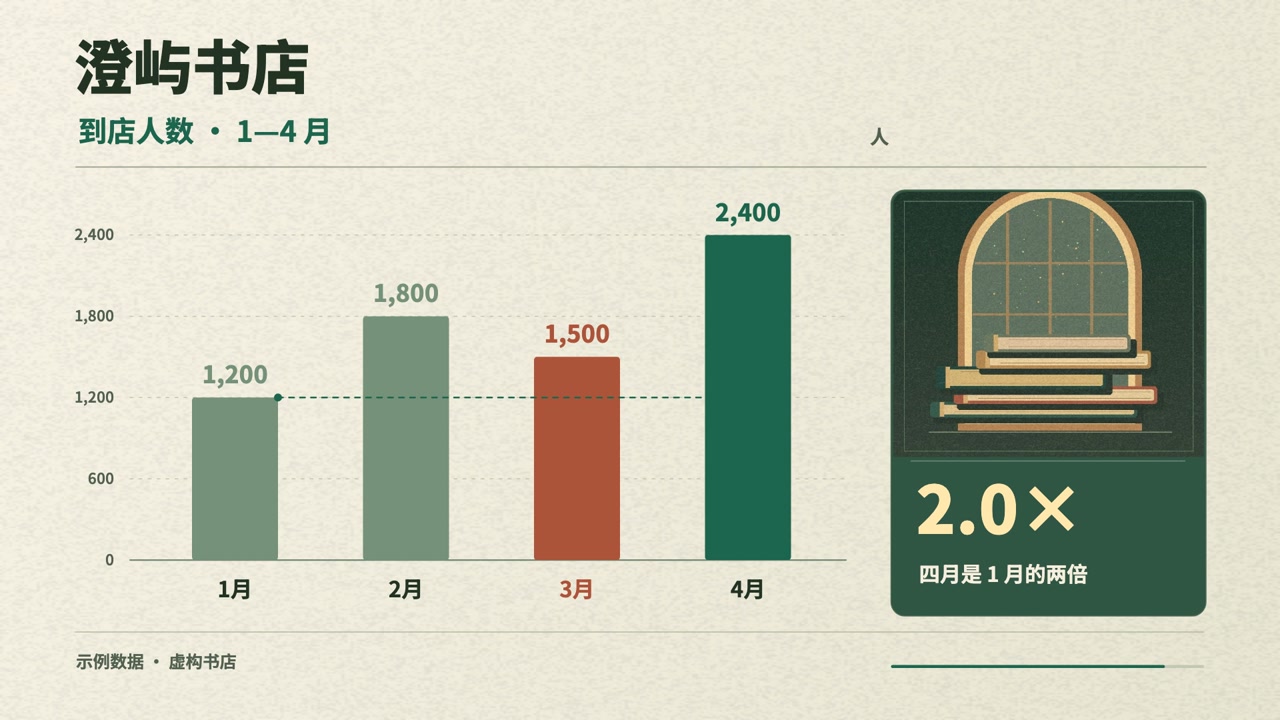 澄屿书店
到店人数 • 1—4 月
人
2,400
1,800
1,200
600
0
1,200
1,800
1,500
2,400
1月
2月
3月
4月
2.0×
四月是 1 月的两倍
示例数据 • 虚构书店